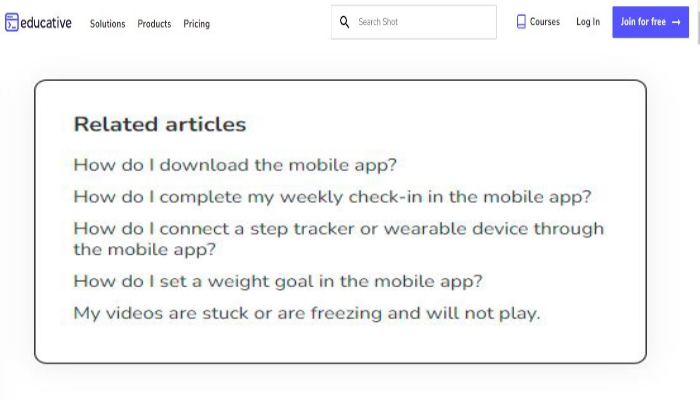 educative
Solutions
Products
Pricing
Search Shot
Courses
Log In
Join for free →
Related articles
How do I download the mobile app?
How do I complete my weekly check-in in the mobile app?
How do I connect a step tracker or wearable device through
the mobile app?
How do I set a weight goal in the mobile app?
My videos are stuck or are freezing and will not play.